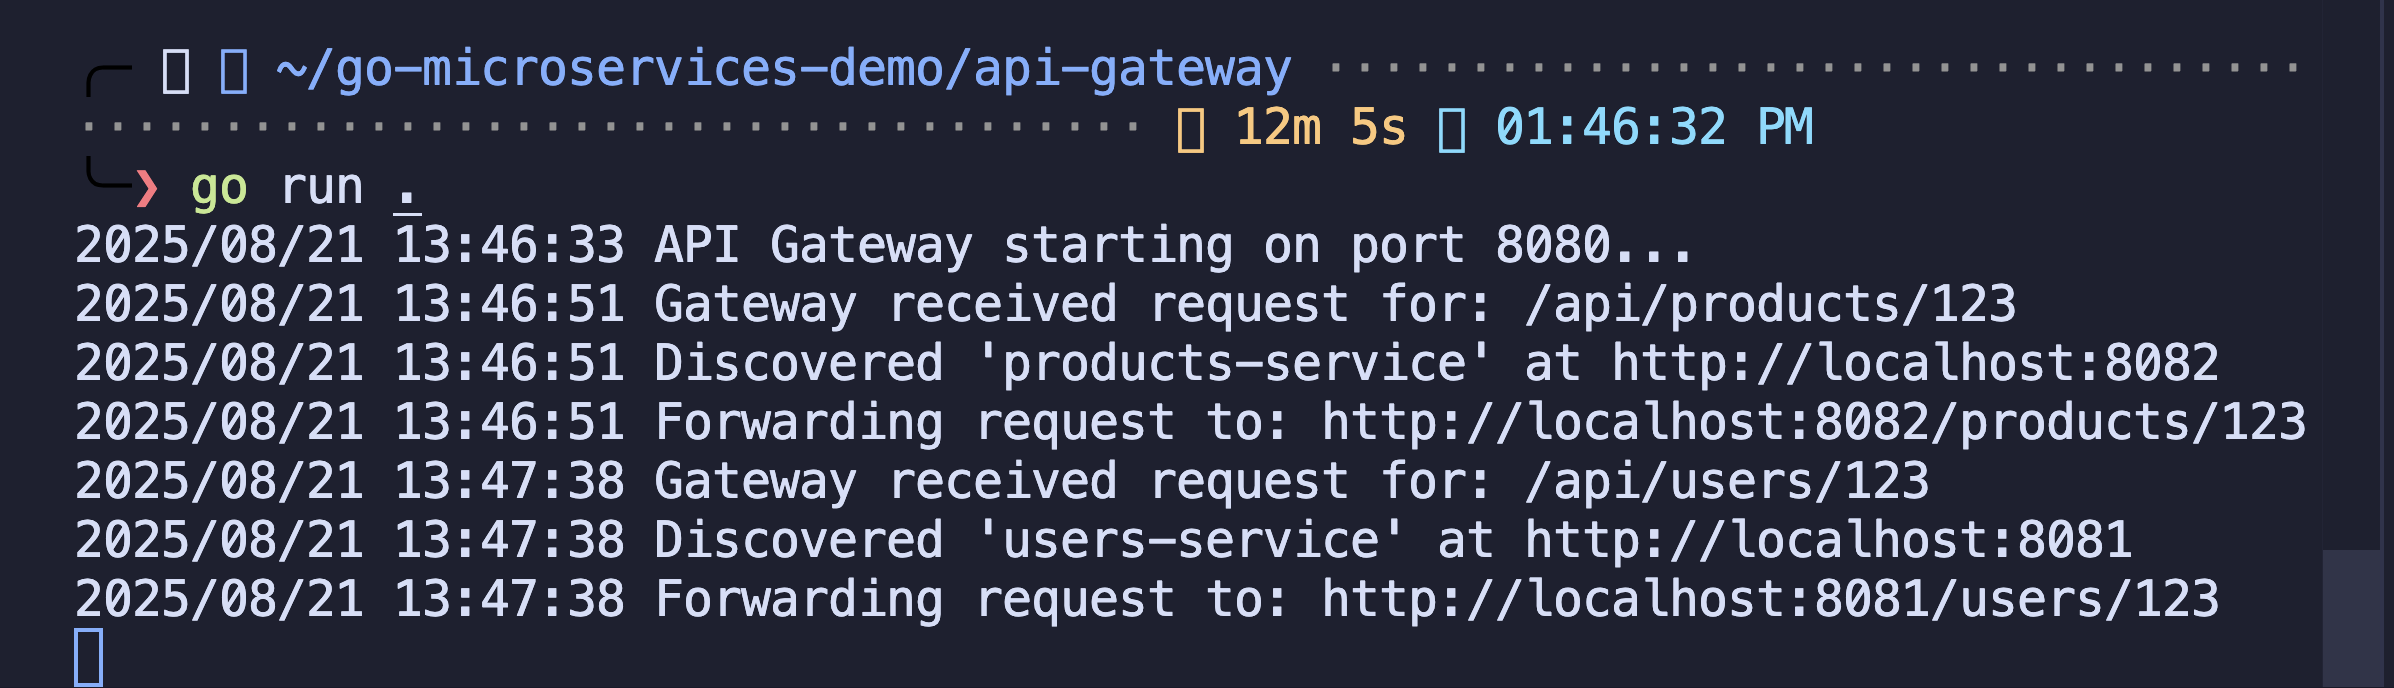 ~/go-microservices-demo/api-gateway
12m 5s 01:46:32 PM
❯ go run .
2025/08/21 13:46:33 API Gateway starting on port 8080...
2025/08/21 13:46:51 Gateway received request for: /api/products/123
2025/08/21 13:46:51 Discovered 'products-service' at http://localhost:8082
2025/08/21 13:46:51 Forwarding request to: http://localhost:8082/products/123
2025/08/21 13:47:38 Gateway received request for: /api/users/123
2025/08/21 13:47:38 Discovered 'users-service' at http://localhost:8081
2025/08/21 13:47:38 Forwarding request to: http://localhost:8081/users/123